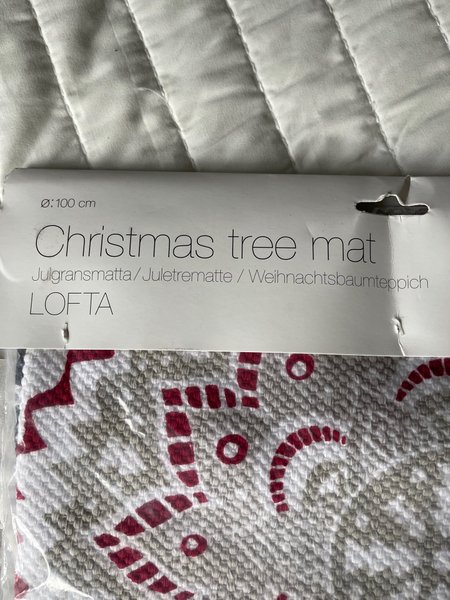 Ø: 100 cm
Christmas tree mat
Julgransmatta / Juletrematte / Weihnachtsbaumteppich
LOFTA